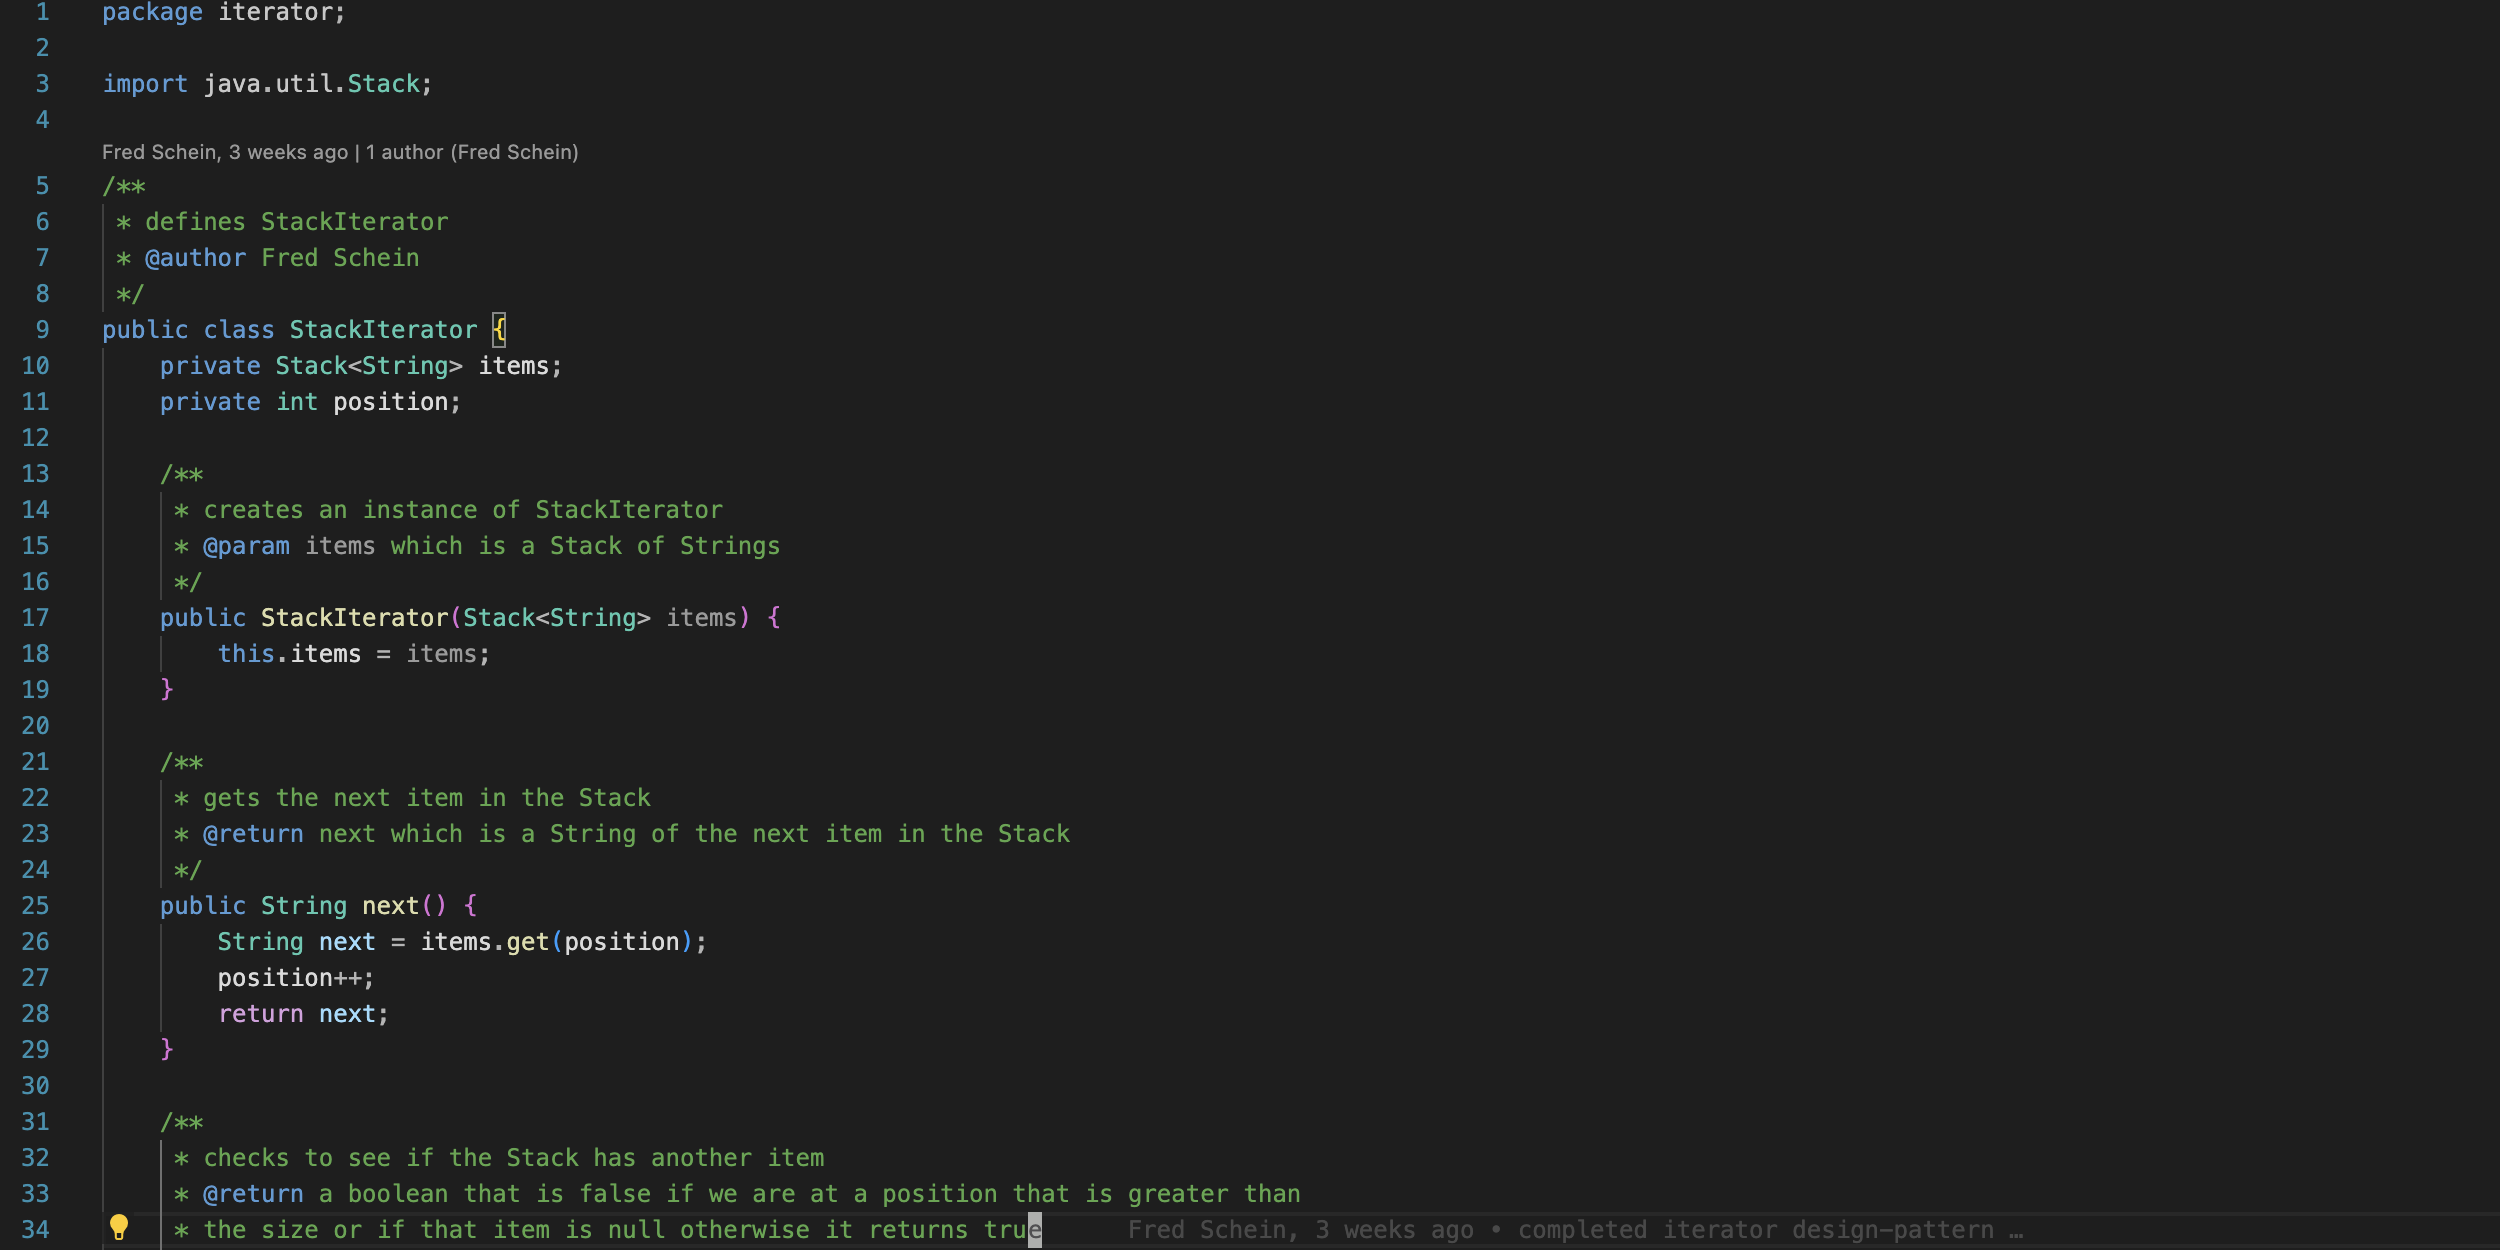 1 package iterator;
2
3 import java.util.Stack;
4
Fred Schein, 3 weeks ago | 1 author (Fred Schein)
5 /**
6 * defines StackIterator
7 * @author Fred Schein
8 */
9 public class StackIterator {
10 private Stack<String> items;
11 private int position;
12
13 /**
14 * creates an instance of StackIterator
15 * @param items which is a Stack of Strings
16 */
17 public StackIterator(Stack<String> items) {
18 this.items = items;
19 }
20
21 /**
22 * gets the next item in the Stack
23 * @return next which is a String of the next item in the Stack
24 */
25 public String next() {
26 String next = items.get(position);
27 position++;
28 return next;
29 }
30
31 /**
32 * checks to see if the Stack has another item
33 * @return a boolean that is false if we are at a position that is greater than
34 * the size or if that item is null otherwise it returns true Fred Schein, 3 weeks ago • completed iterator design-pattern …